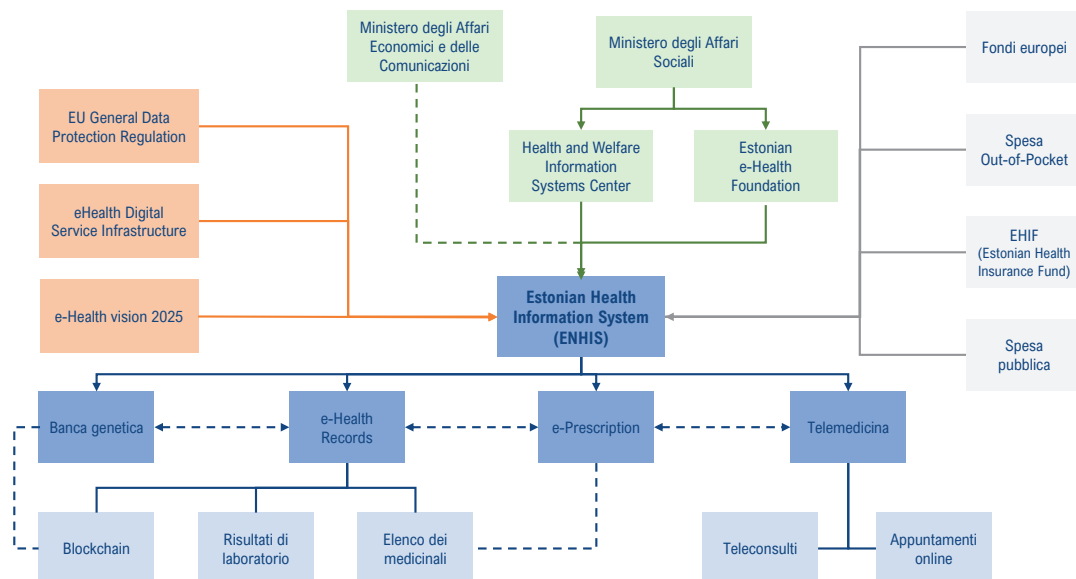 Ministero degli Affari
Economici e delle
Comunicazioni
Ministero degli Affari
Sociali
Fondi europei
EU General Data
Protection Regulation
Health and Welfare
Information
Systems Center
Estonian
e-Health
Foundation
Spesa
Out-of-Pocket
eHealth Digital
Service Infrastructure
EHIF
(Estonian Health
Insurance Fund)
e-Health vision 2025
Estonian Health
Information System
(ENHIS)
Spesa
pubblica
Banca genetica
e-Health
Records
e-Prescription
Telemedicina
Blockchain
Risultati di
laboratorio
Elenco dei
medicinali
Teleconsulti
Appuntamenti
online